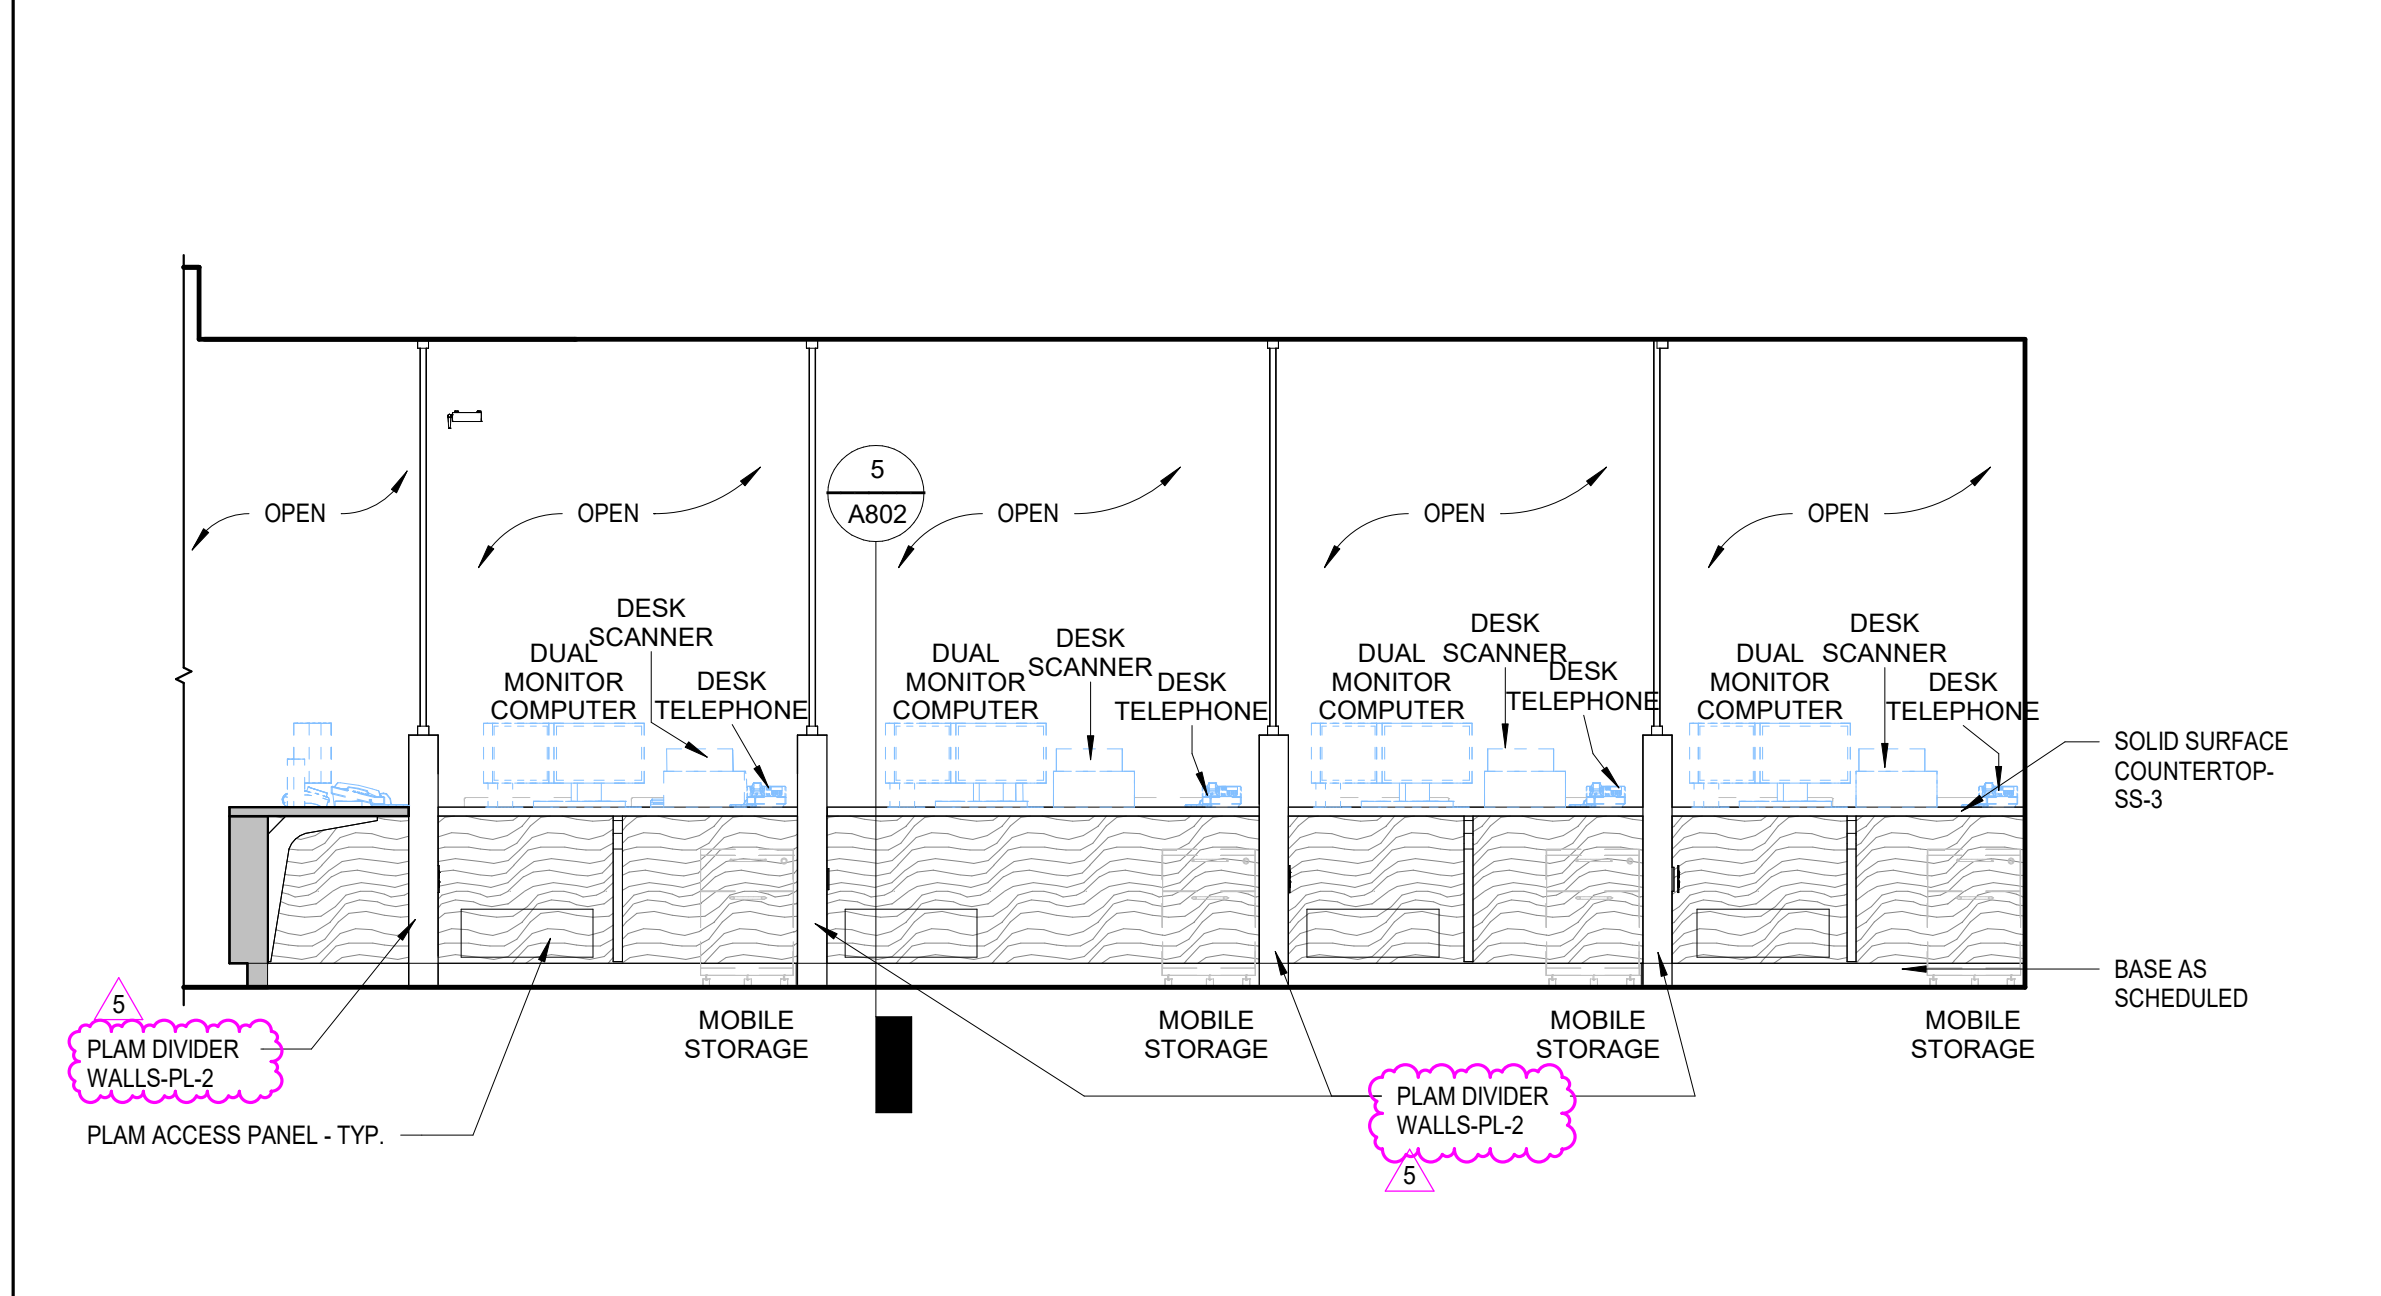 5
A802
OPEN
OPEN
OPEN
OPEN
OPEN
DUAL
MONITOR
COMPUTER
DESK
SCANNER
DESK
TELEPHONE
DUAL
MONITOR
COMPUTER
DESK
SCANNER
DESK
TELEPHONE
DUAL
MONITOR
COMPUTER
DESK
SCANNER
DESK
TELEPHONE
DUAL
MONITOR
COMPUTER
DESK
SCANNER
DESK
TELEPHONE
SOLID SURFACE
COUNTERTOP-
SS-3
BASE AS
SCHEDULED
5
PLAM DIVIDER
WALLS-PL-2
PLAM ACCESS PANEL - TYP.
MOBILE
STORAGE
MOBILE
STORAGE
MOBILE
STORAGE
MOBILE
STORAGE
PLAM DIVIDER
WALLS-PL-2
5